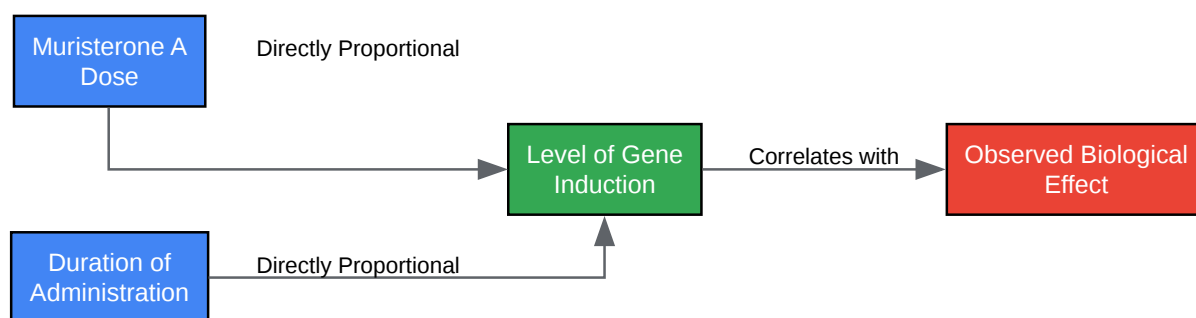 Muristerone A
Dose
Directly Proportional
Level of Gene
Induction
Correlates with
Observed Biological
Effect
Duration of
Administration
Directly Proportional